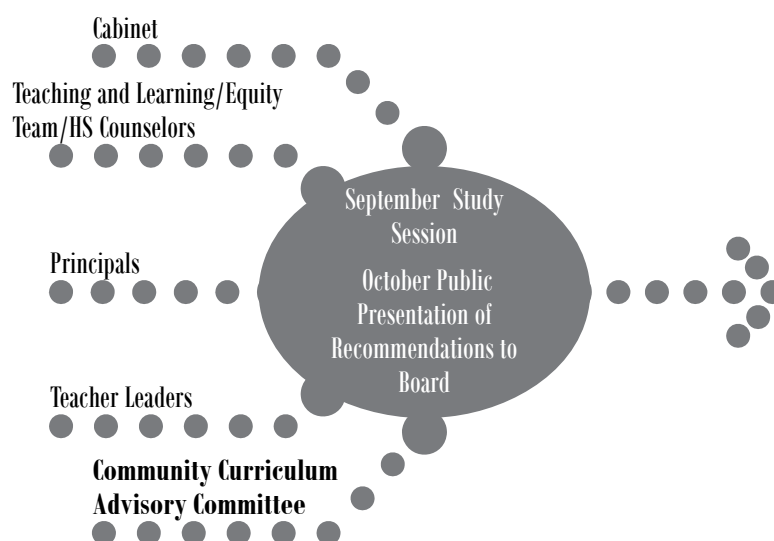 Cabinet
Teaching and Learning/Equity
Team/HS Counselors
September Study
Session
Principals
October Public
Presentation of
Recommendations to
Board
Teacher Leaders
Community Curriculum
Advisory Committee